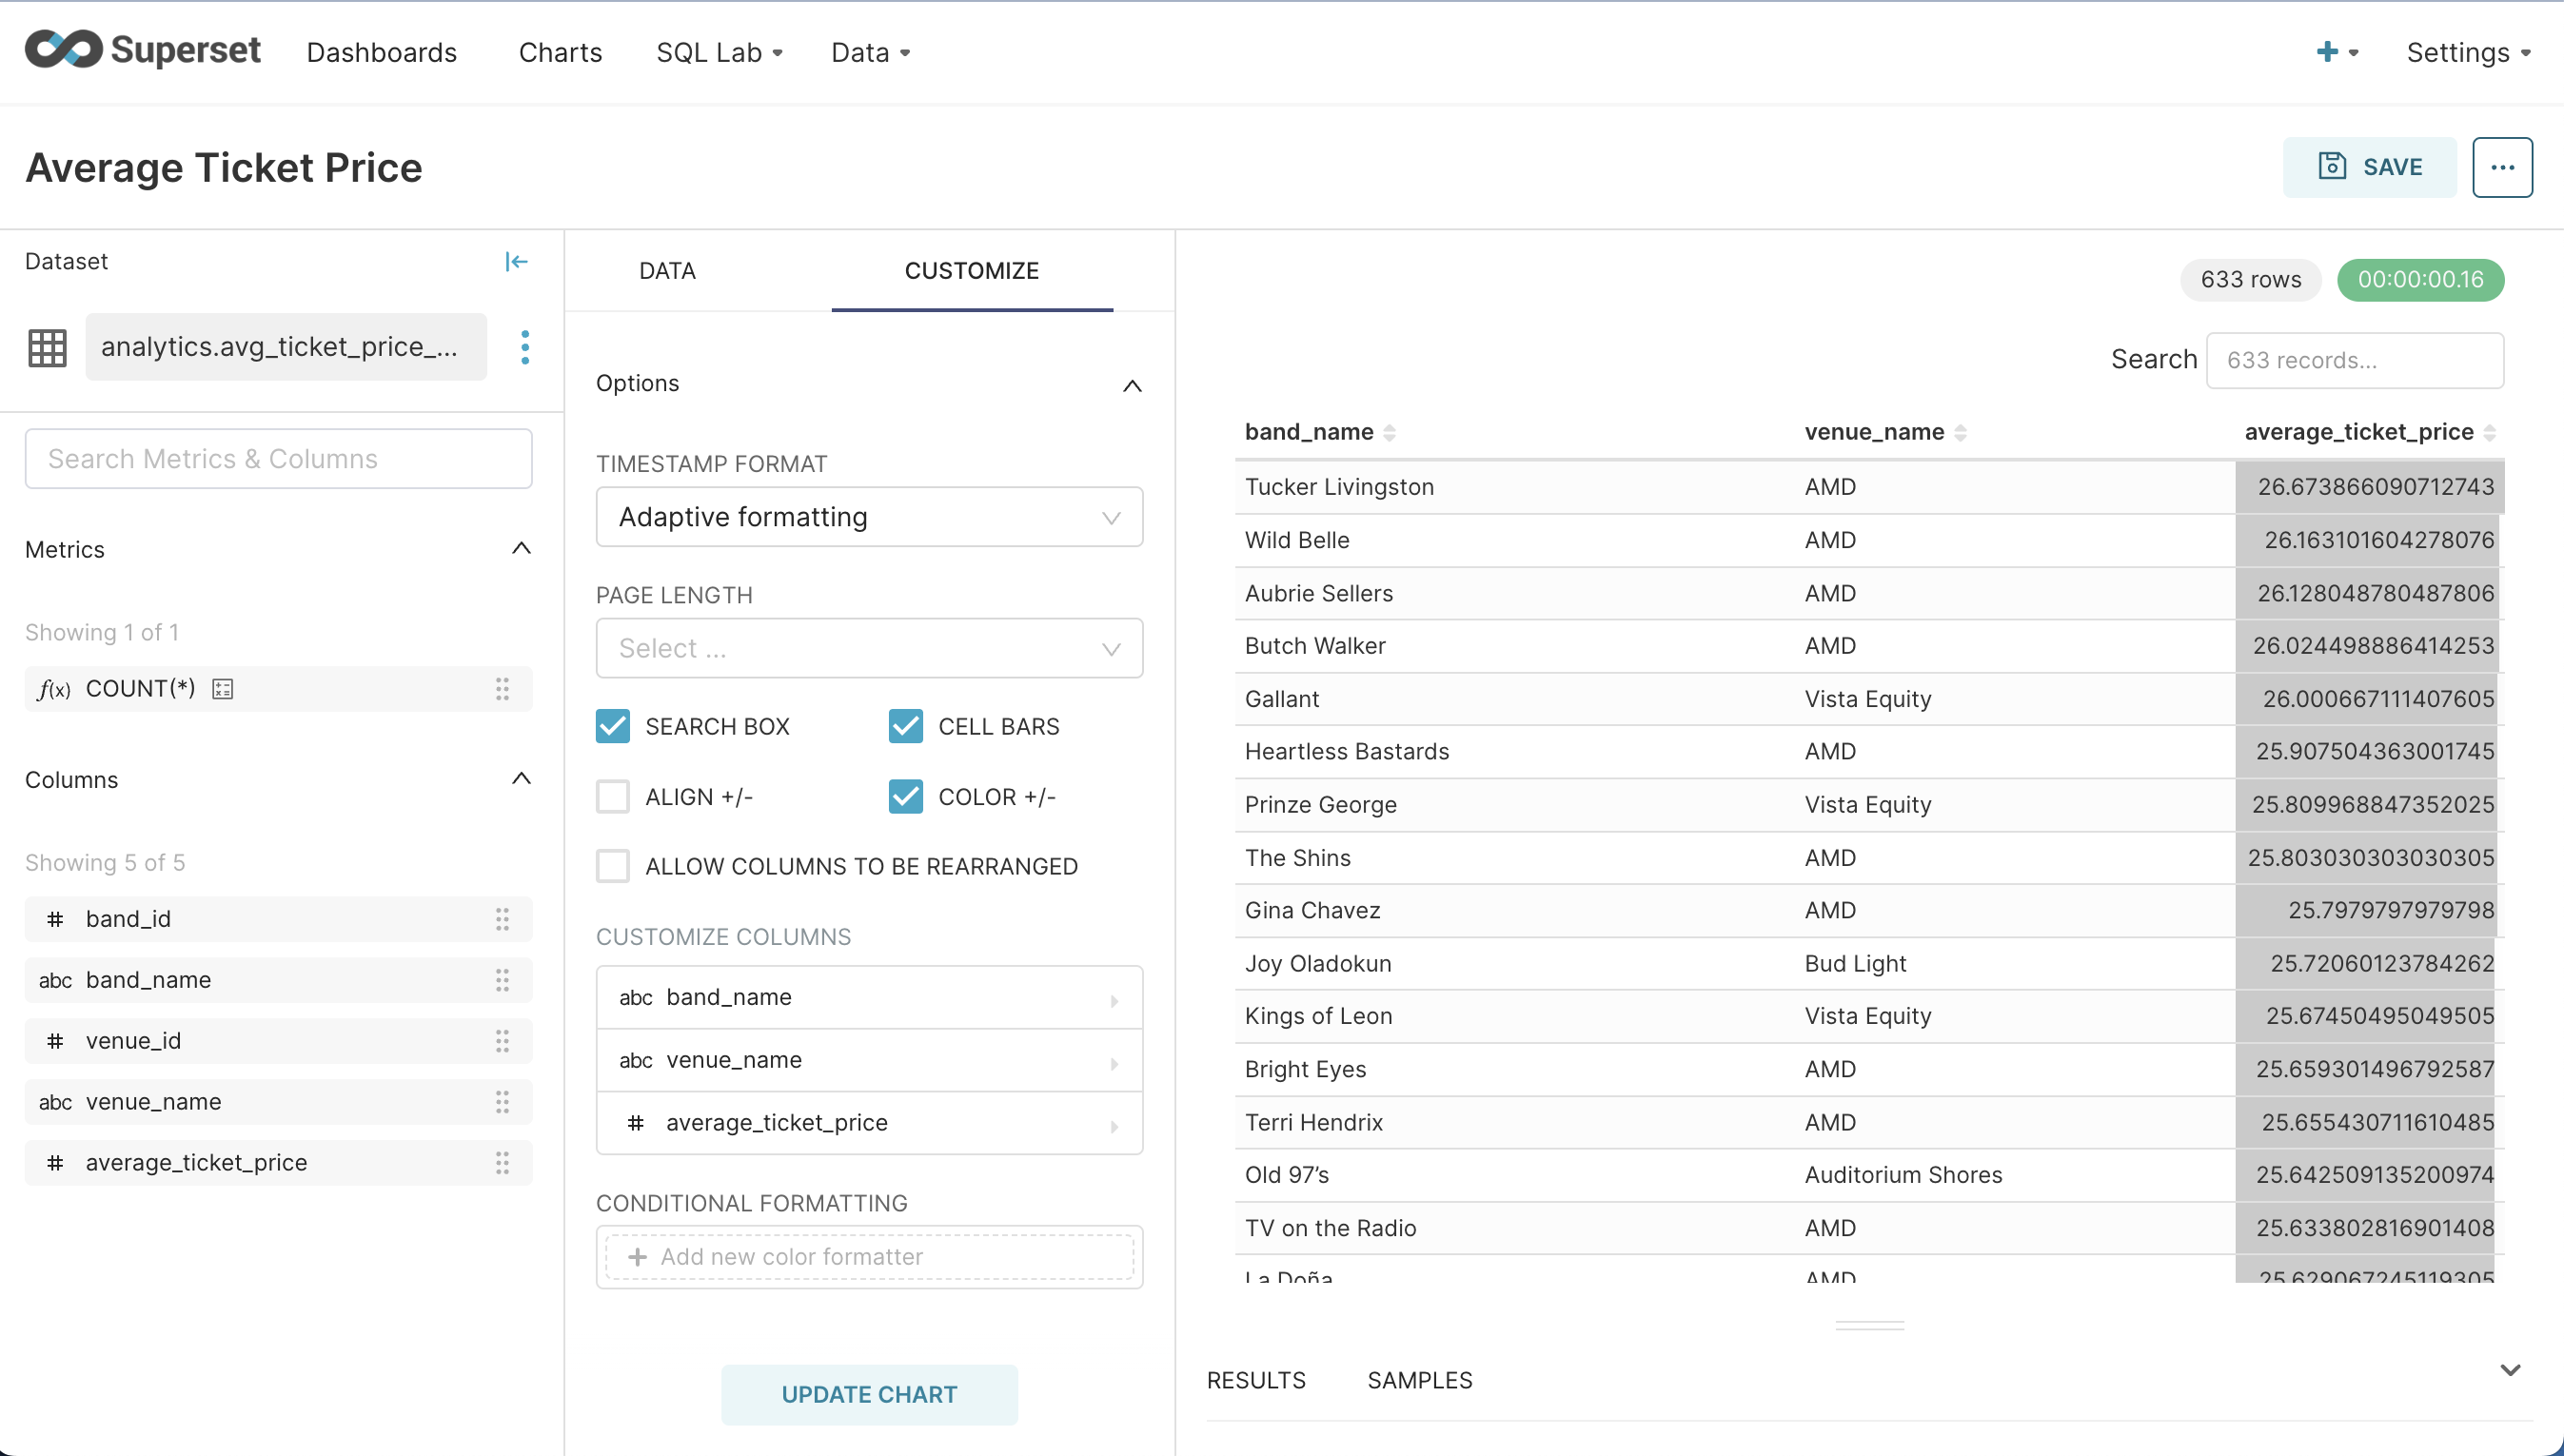 Superset
Dashboards
Charts
SQL Lab
Data
+
Settings
Average Ticket Price
SAVE
...
Dataset
analytics.avg_ticket_price_...
Search Metrics & Columns
Metrics
Showing 1 of 1
f(x) COUNT(*)
Columns
Showing 5 of 5
# band_id
abc band_name
# venue_id
abc venue_name
# average_ticket_price
DATA
CUSTOMIZE
Options
TIMESTAMP FORMAT
Adaptive formatting
PAGE LENGTH
Select ...
SEARCH BOX
CELL BARS
ALIGN +/-
COLOR +/-
ALLOW COLUMNS TO BE REARRANGED
CUSTOMIZE COLUMNS
abc band_name
abc venue_name
# average_ticket_price
CONDITIONAL FORMATTING
+ Add new color formatter
UPDATE CHART
633 rows
00:00:00.16
Search 633 records...
band_name venue_name average_ticket_price
Tucker Livingston AMD 26.673866090712743
Wild Belle AMD 26.163101604278076
Aubrie Sellers AMD 26.128048780487806
Butch Walker AMD 26.024498886414253
Gallant Vista Equity 26.000667111407605
Heartless Bastards AMD 25.907504363001745
Prinze George Vista Equity 25.809968847352025
The Shins AMD 25.803030303030305
Gina Chavez AMD 25.7979797979798
Joy Oladokun Bud Light 25.72060123784262
Kings of Leon Vista Equity 25.67450495049505
Bright Eyes AMD 25.659301496792587
Terri Hendrix AMD 25.655430711610485
Old 97’s Auditorium Shores 25.642509135200974
TV on the Radio AMD 25.633802816901408
La Doña AMD 25.629067245119305
RESULTS
SAMPLES